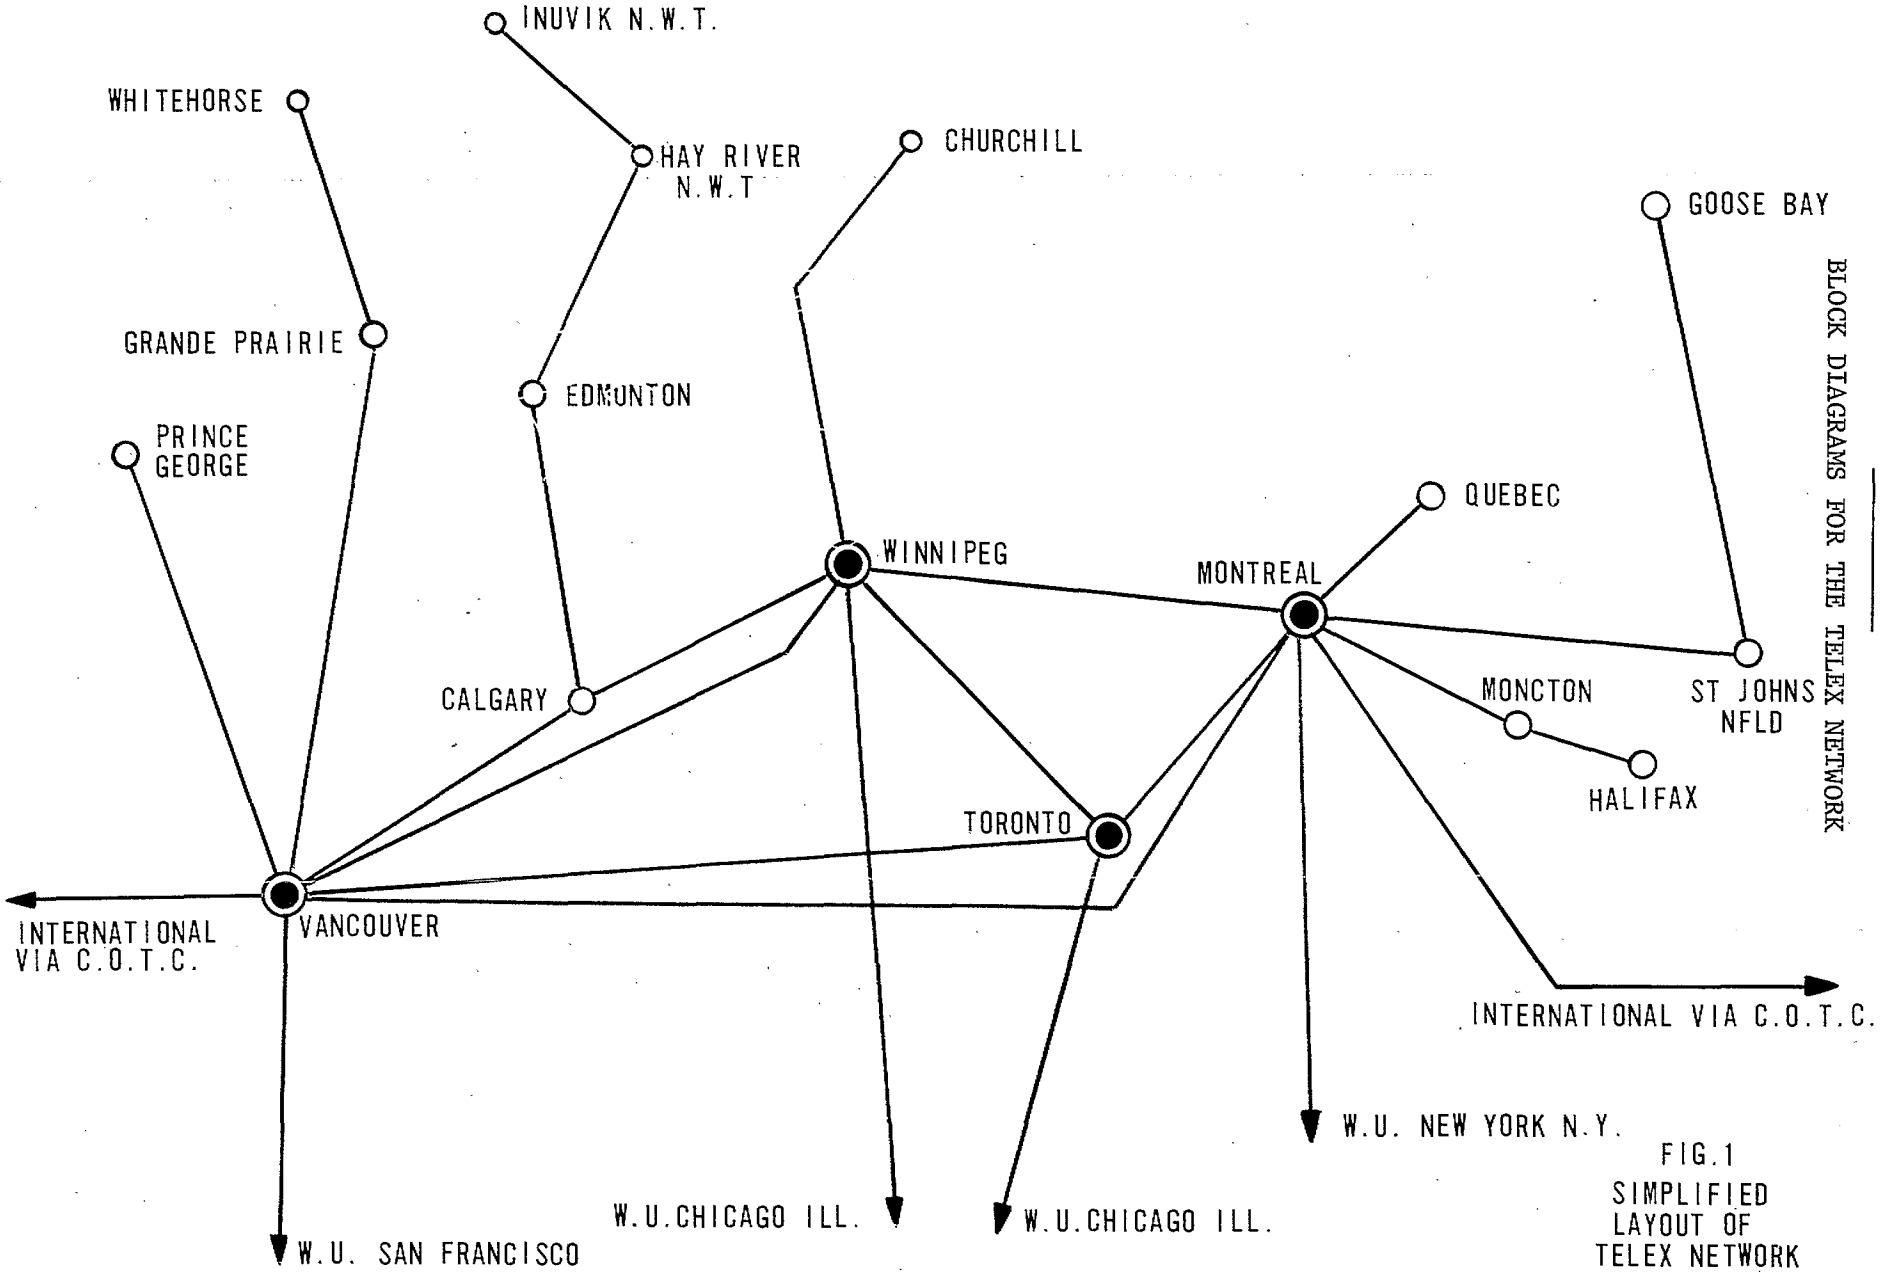 INUVIK N.W.T.
WHITEHORSE
HAY RIVER
N.W.T
CHURCHILL
GOOSE BAY
GRANDE PRAIRIE
EDMUNTON
PRINCE
GEORGE
QUEBEC
WINNIPEG
MONTREAL
CALGARY
MONCTON
ST JOHNS
NFLD
HALIFAX
TORONTO
VANCOUVER
INTERNATIONAL
VIA C.O.T.C.
INTERNATIONAL VIA C.O.T.C.
W.U. NEW YORK N.Y.
W.U.CHICAGO ILL.
W.U.CHICAGO ILL.
W.U. SAN FRANCISCO
FIG.1
SIMPLIFIED
LAYOUT OF
TELEX NETWORK
BLOCK DIAGRAMS FOR THE TELEX NETWORK